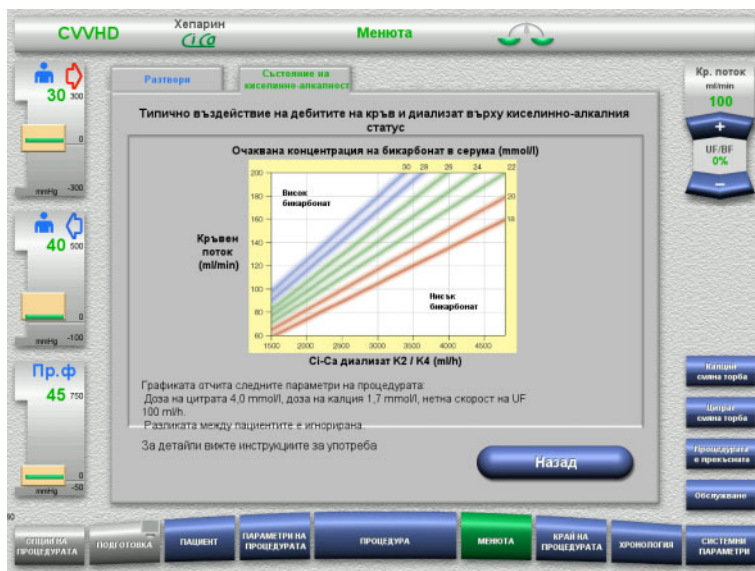 CVVHD
Хепарин
CiCa
Менюта
30
300
0
mmHg
-300
40
500
0
mmHg
-100
Пр.ф
45
750
0
mmHg
-50
Разтвори
Състояние на
киселинно-алкалност
Типично въздействие на дебитите на кръв и диализат върху киселинно-алкалния
статус
Очаквана концентрация на бикарбонат в серума (mmol/l)
30 28 26 24 22
20
18
200
180
160
140
120
100
80
60
Висок
бикарбонат
Нисък
бикарбонат
Кръвен
поток
(ml/min)
1500 2000 2500 3000 3500 4000 4500
Ci-Ca диализат K2 / K4 (ml/h)
Графиката отчита следните параметри на процедурата:
Доза на цитрата 4,0 mmol/l, доза на калция 1,7 mmol/l, нетна скорост на UF
100 ml/h.
Разликата между пациентите е игнорирана.
За детайли вижте инструкциите за употреба
Назад
Кр. поток
ml/min
100
+
UF/BF
0%
−
Калции
смяна торба
Цитрат
смяна торба
Процедурата
е прекъсната
Обслужване
ОПЦИИ НА
ПРОЦЕДУРАТА
ПОДГОТОВКА
ПАЦИЕНТ
ПАРАМЕТРИ НА
ПРОЦЕДУРАТА
ПРОЦЕДУРА
МЕНЮТА
КРАЙ НА
ПРОЦЕДУРАТА
ХРОНОЛОГИЯ
СИСТЕМНИ
ПАРАМЕТРИ